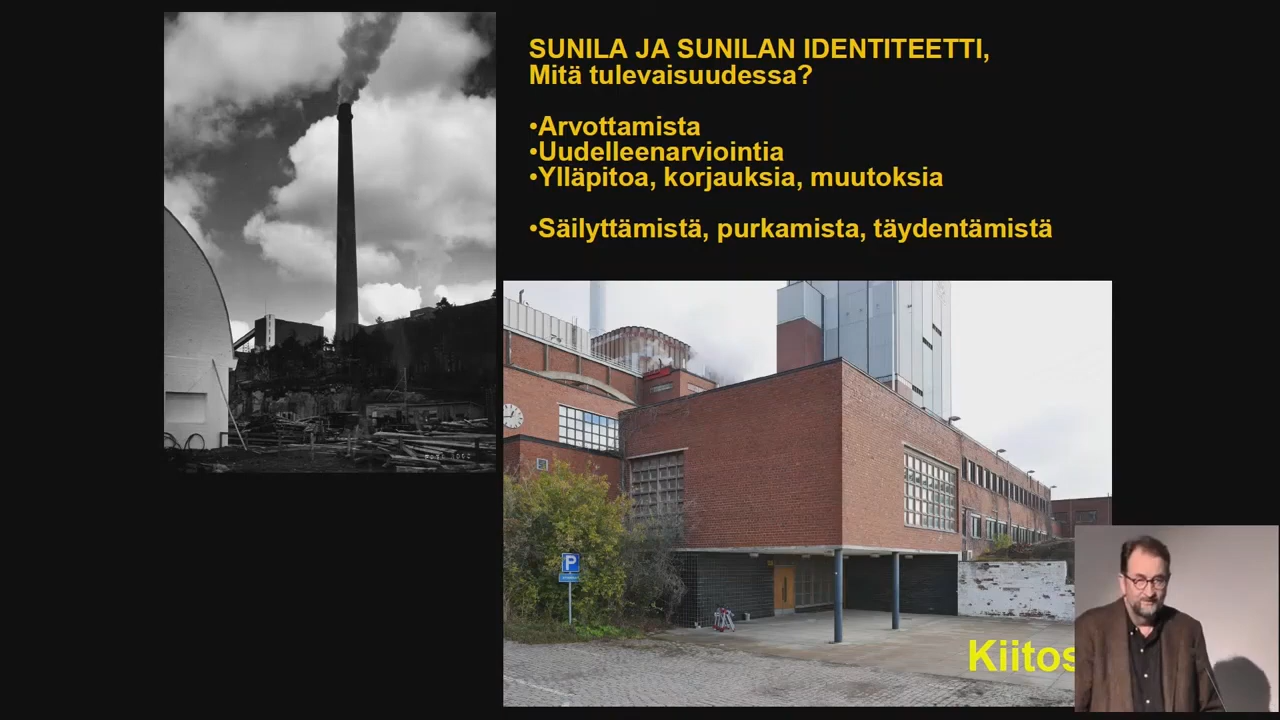 SUNILA JA SUNILAN IDENTITEETTI,
Mitä tulevaisuudessa?
•Arvottamista
•Uudelleenarviointia
•Ylläpitoa, korjauksia, muutoksia
•Säilyttämistä, purkamista, täydentämistä
P
Kiitos